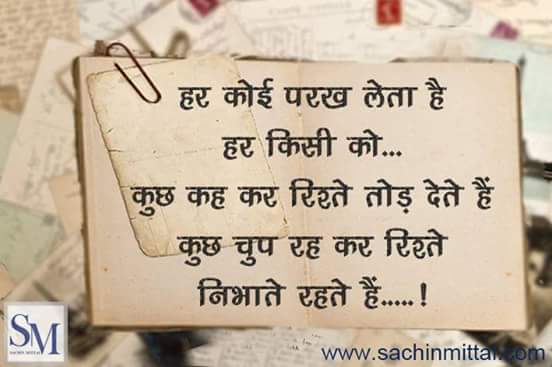 हर कोई परख लेता है
हर किसी को...
कुछ कह कर रिश्ते तोड़ देते हैं
कुछ चुप रह कर रिश्ते
निभाते रहते हैं.....!
SM
SACHIN MITTAL
www.sachinmittal.com